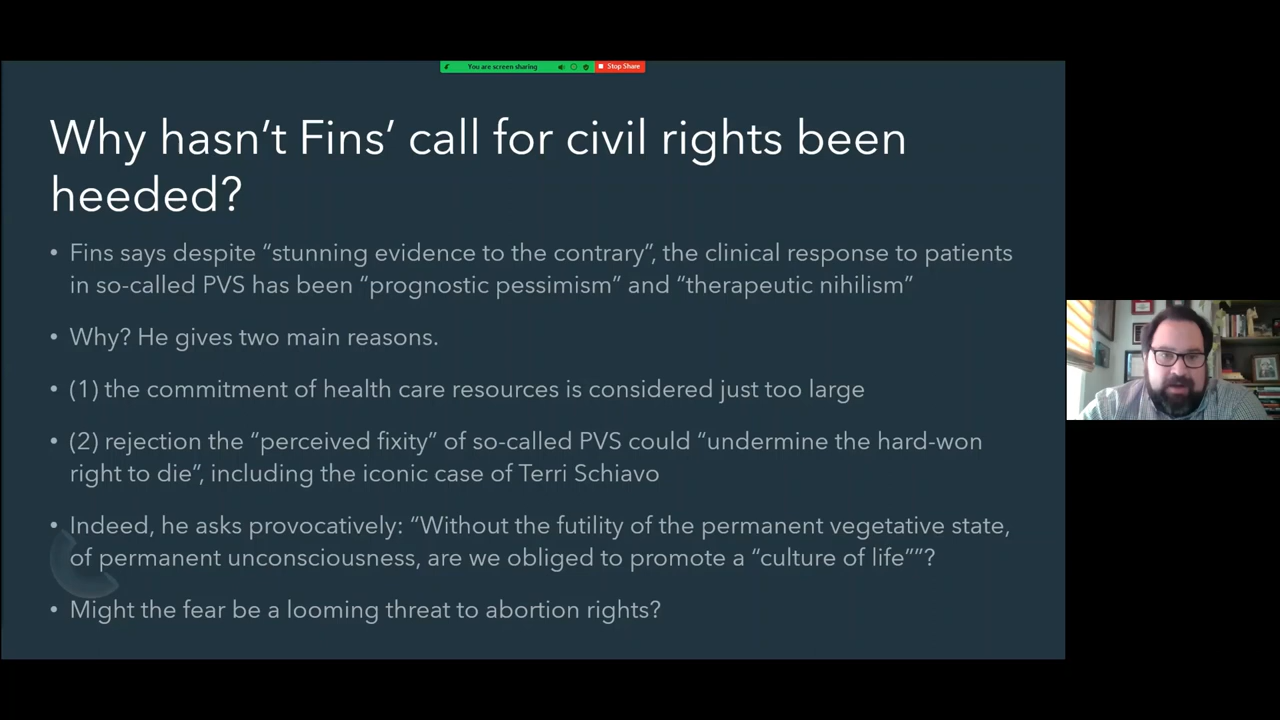 You are screen sharing
Stop Share
Why hasn’t Fins’ call for civil rights been
heeded?
• Fins says despite “stunning evidence to the contrary”, the clinical response to patients
in so-called PVS has been “prognostic pessimism” and “therapeutic nihilism”
• Why? He gives two main reasons.
• (1) the commitment of health care resources is considered just too large
• (2) rejection the “perceived fixity” of so-called PVS could “undermine the hard-won
right to die”, including the iconic case of Terri Schiavo
• Indeed, he asks provocatively: “Without the futility of the permanent vegetative state,
of permanent unconsciousness, are we obliged to promote a “culture of life””?
• Might the fear be a looming threat to abortion rights?